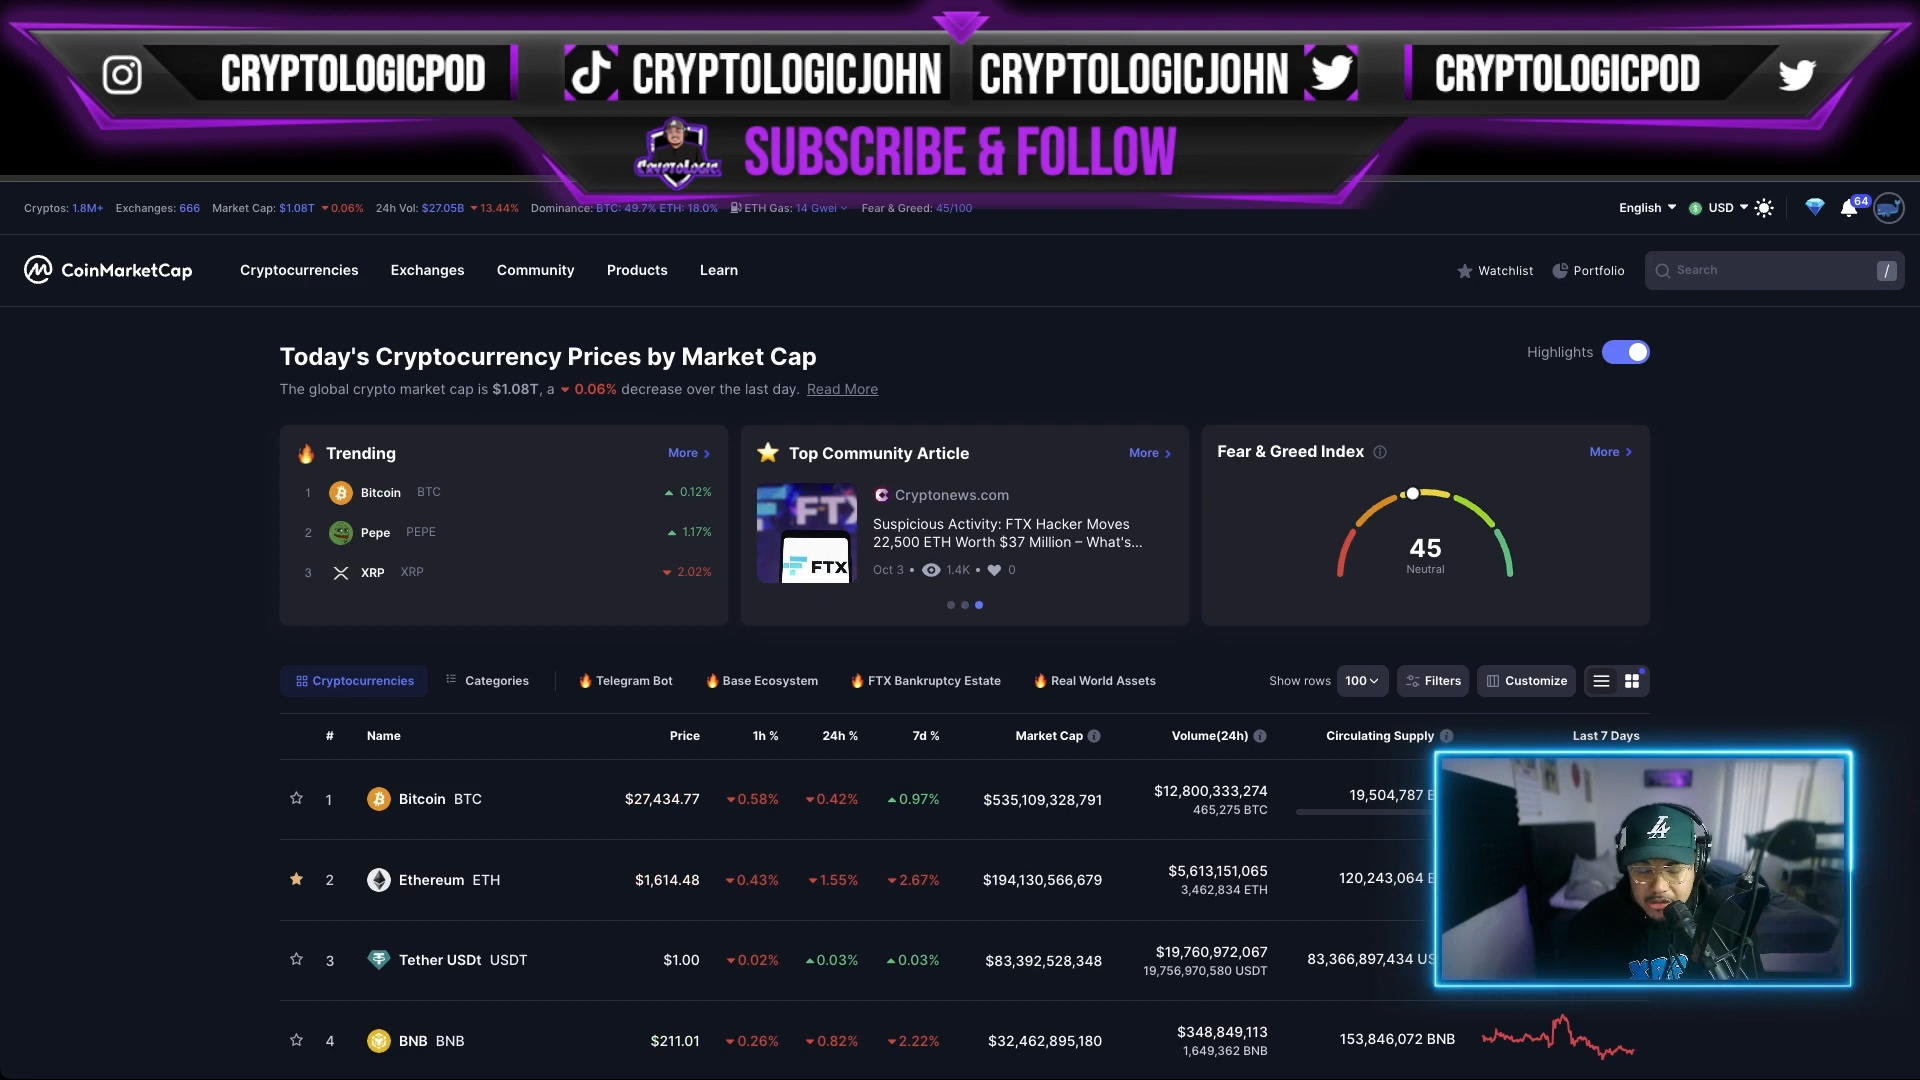 CRYPTOLOGICPOD CRYPTOLOGICJOHN CRYPTOLOGICJOHN CRYPTOLOGICPOD
CRYPTOLOGIC SUBSCRIBE & FOLLOW
Cryptos: 1.8M+ Exchanges: 666 Market Cap: $1.08T 0.06% 24h Vol: $27.05B 13.44% Dominance: BTC: 49.7% ETH: 18.0% ETH Gas: 14 Gwei Fear & Greed: 45/100 English USD 64
CoinMarketCap Cryptocurrencies Exchanges Community Products Learn Watchlist Portfolio Search /
Today's Cryptocurrency Prices by Market Cap Highlights
The global crypto market cap is $1.08T, a 0.06% decrease over the last day. Read More
Trending More
1 Bitcoin BTC 0.12%
2 Pepe PEPE 1.17%
3 XRP XRP 2.02%
Top Community Article More
FTX
FTX
Cryptonews.com
Suspicious Activity: FTX Hacker Moves
22,500 ETH Worth $37 Million – What's...
Oct 3 • 1.4K • 0
Fear & Greed Index More
45
Neutral
Cryptocurrencies Categories Telegram Bot Base Ecosystem FTX Bankruptcy Estate Real World Assets Show rows 100 Filters Customize
# Name Price 1h % 24h % 7d % Market Cap Volume(24h) Circulating Supply Last 7 Days
1 Bitcoin BTC $27,434.77 0.58% 0.42% 0.97% $535,109,328,791 $12,800,333,274 19,504,787 B
465,275 BTC
2 Ethereum ETH $1,614.48 0.43% 1.55% 2.67% $194,130,566,679 $5,613,151,065 120,243,064 E
3,462,834 ETH
3 Tether USDt USDT $1.00 0.02% 0.03% 0.03% $83,392,528,348 $19,760,972,067 83,366,897,434 US
19,756,970,580 USDT
4 BNB BNB $211.01 0.26% 0.82% 2.22% $32,462,895,180 $348,849,113 153,846,072 BNB
1,649,362 BNB